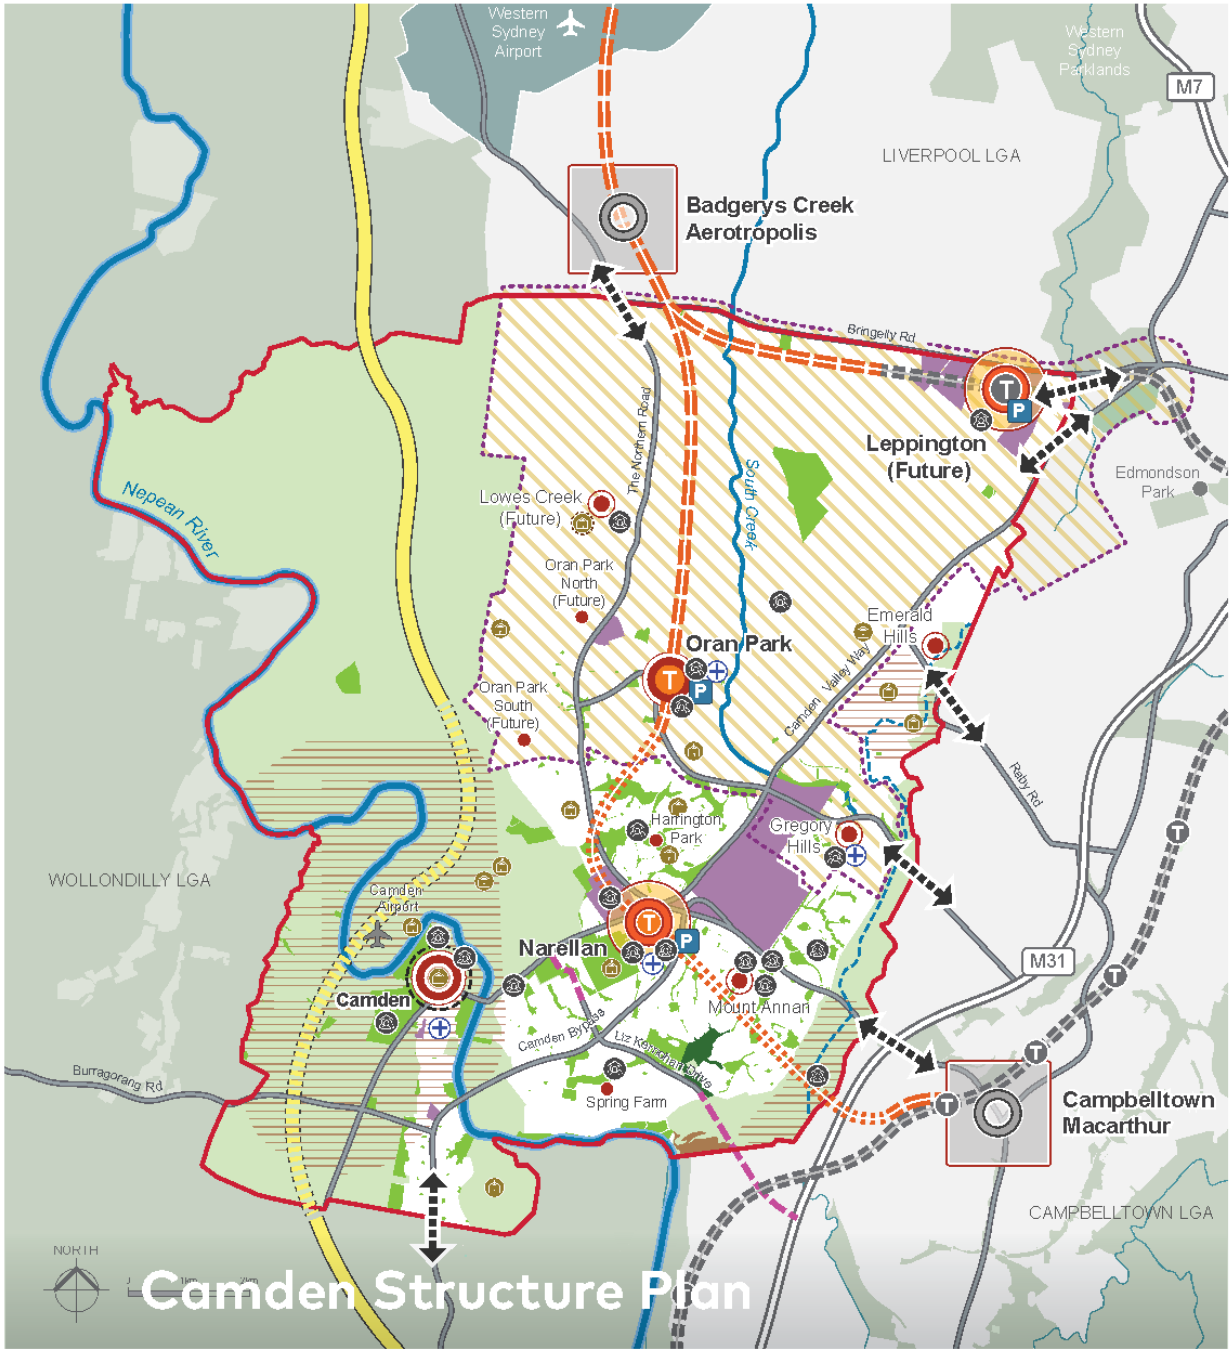 Western
Sydney
Airport
Western
Sydney
Parklands
M7
LIVERPOOL LGA
Badgerys Creek
Aerotropolis
Bringelly Rd
T
P
Leppington
(Future)
The Northern Road
Edmondson
Park
Nepean River
South Creek
Lowes Creek
(Future)
Oran Park
North
(Future)
Emerald
Hills
Oran Park
T
P
Camden Valley Way
Oran Park
South
(Future)
Raby Rd
Harrington
Park
Gregory
Hills
T
WOLLONDILLY LGA
Camden
Airport
T
Narellan
P
M31
T
Camden
Mount Annan
Camden Bypass
Liz Kernohan Drive
T
Burragorang Rd
Spring Farm
T
Campbelltown
Macarthur
CAMPBELLTOWN LGA
NORTH
Camden Structure Plan